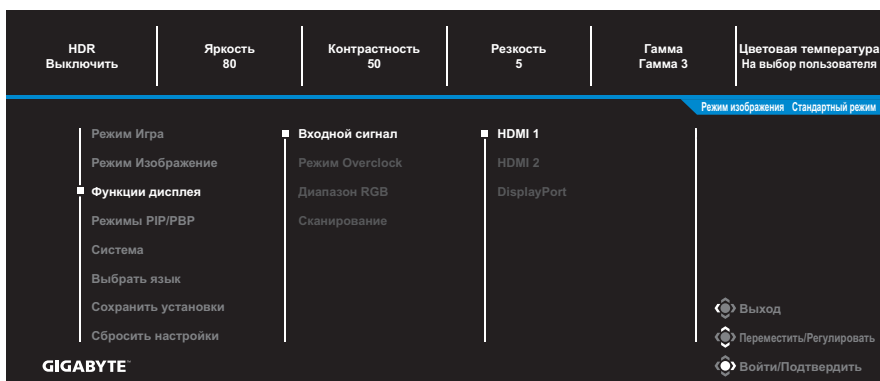 HDR
Выключить
Яркость
80
Контрастность
50
Резкость
5
Гамма
Гамма 3
Цветовая температура
На выбор пользователя
Режим изображения Стандартный режим
Режим Игра
Режим Изображение
Функции дисплея
Режимы PIP/PBP
Система
Выбрать язык
Сохранить установки
Сбросить настройки
Входной сигнал
Режим Overclock
Диапазон RGB
Сканирование
HDMI 1
HDMI 2
DisplayPort
Выход
Переместить/Регулировать
Войти/Подтвердить
GIGABYTE™